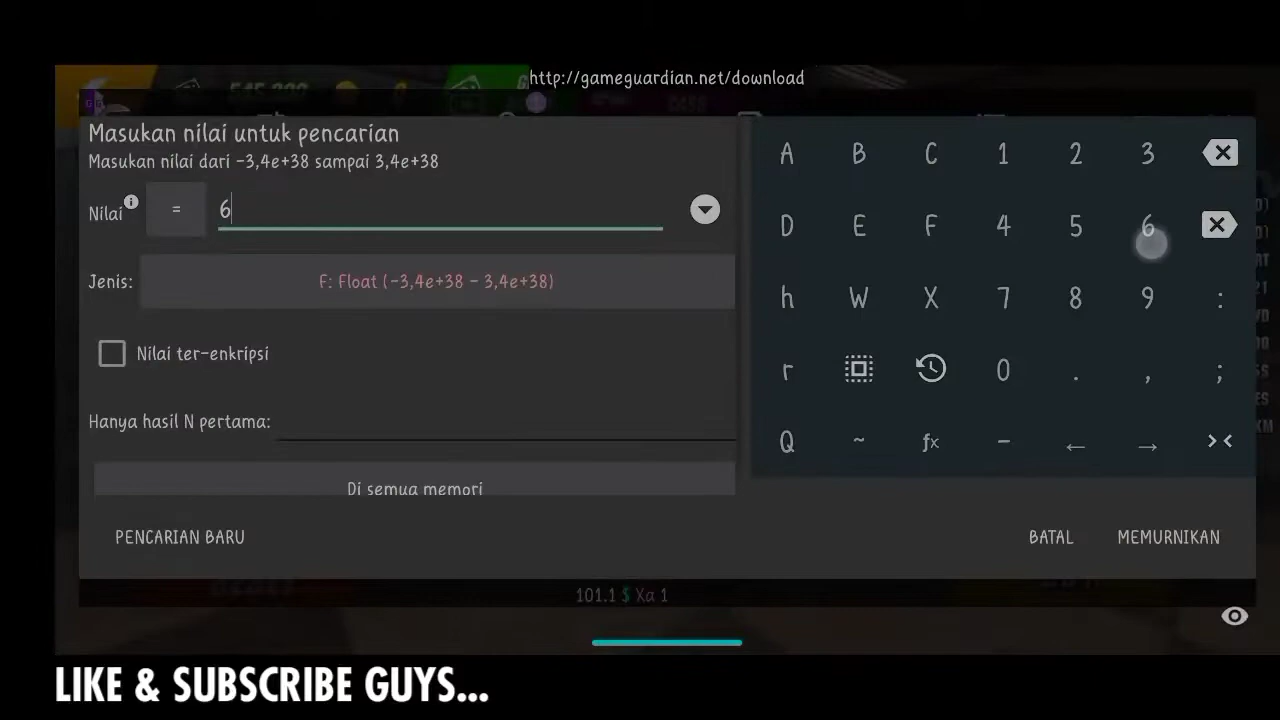 http://gameguardian.net/download
Masukan nilai untuk pencarian
Masukan nilai dari -3,4e+38 sampai 3,4e+38
Nilai i = 6
Jenis: F: Float (-3,4e+38 - 3,4e+38)
Nilai ter-enkripsi
Hanya hasil N pertama:
Di semua memori
PENCARIAN BARU
BATAL MEMURNIKAN
A B C 1 2 3
D E F 4 5 6
h W X 7 8 9 :
r 0 . , ;
Q ~ fx - ← → ><
101.1 $ Xa 1
LIKE & SUBSCRIBE GUYS...